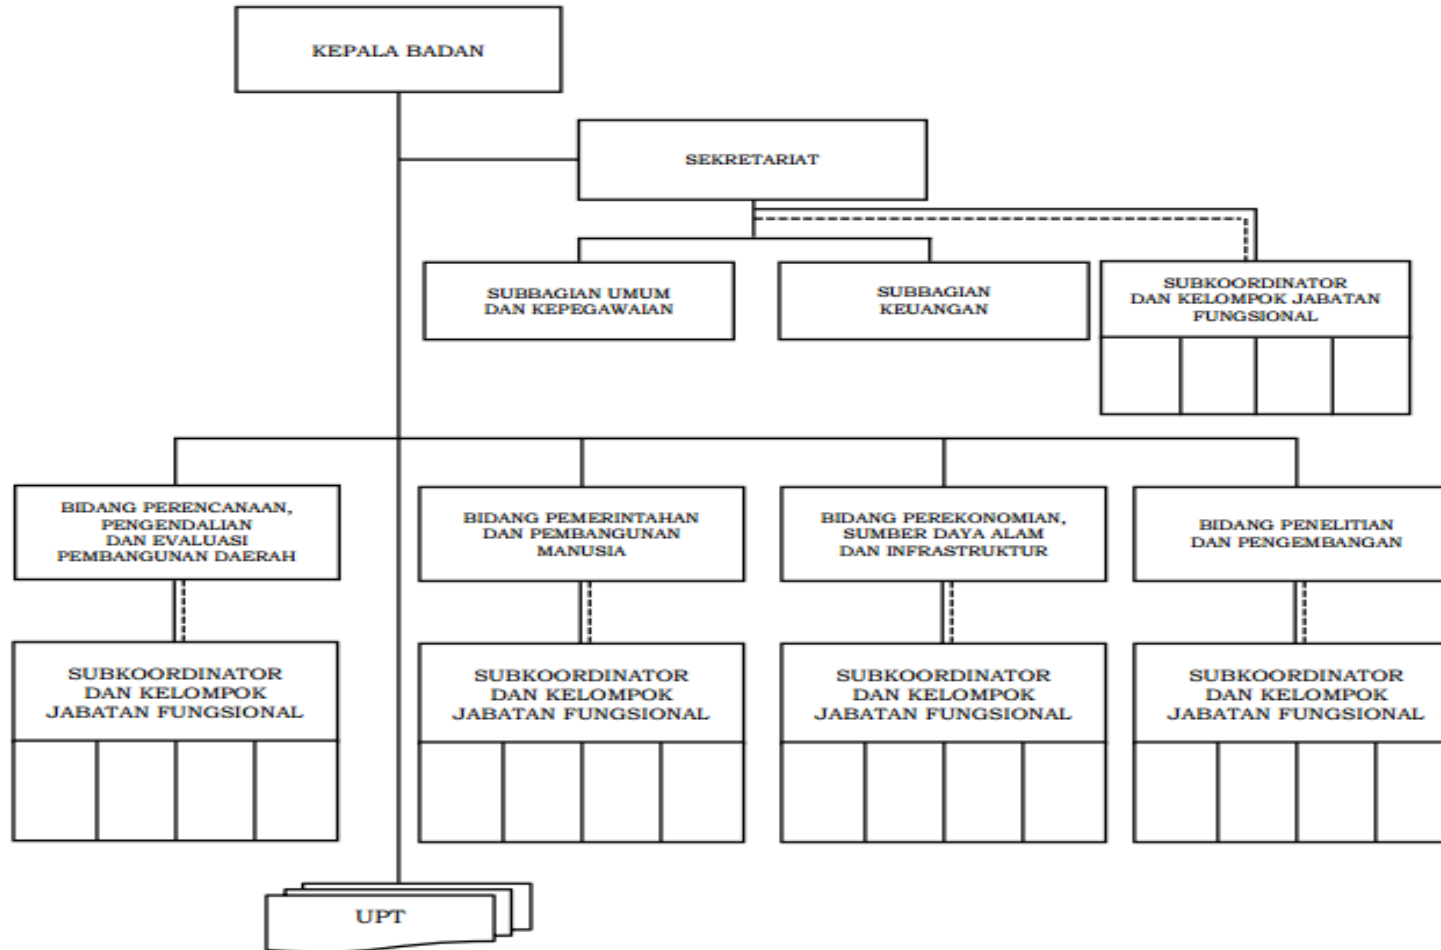 KEPALA BADAN
SEKRETARIAT
SUBBAGIAN UMUM
DAN KEPEGAWAIAN
SUBBAGIAN
KEUANGAN
SUBKOORDINATOR
DAN KELOMPOK JABATAN
FUNGSIONAL
BIDANG PERENCANAAN,
PENGENDALIAN
DAN EVALUASI
PEMBANGUNAN DAERAH
BIDANG PEMERINTAHAN
DAN PEMBANGUNAN
MANUSIA
BIDANG PEREKONOMIAN,
SUMBER DAYA ALAM
DAN INFRASTRUKTUR
BIDANG PENELITIAN
DAN PENGEMBANGAN
SUBKOORDINATOR
DAN KELOMPOK
JABATAN FUNGSIONAL
SUBKOORDINATOR
DAN KELOMPOK
JABATAN FUNGSIONAL
SUBKOORDINATOR
DAN KELOMPOK
JABATAN FUNGSIONAL
SUBKOORDINATOR
DAN KELOMPOK
JABATAN FUNGSIONAL
UPT